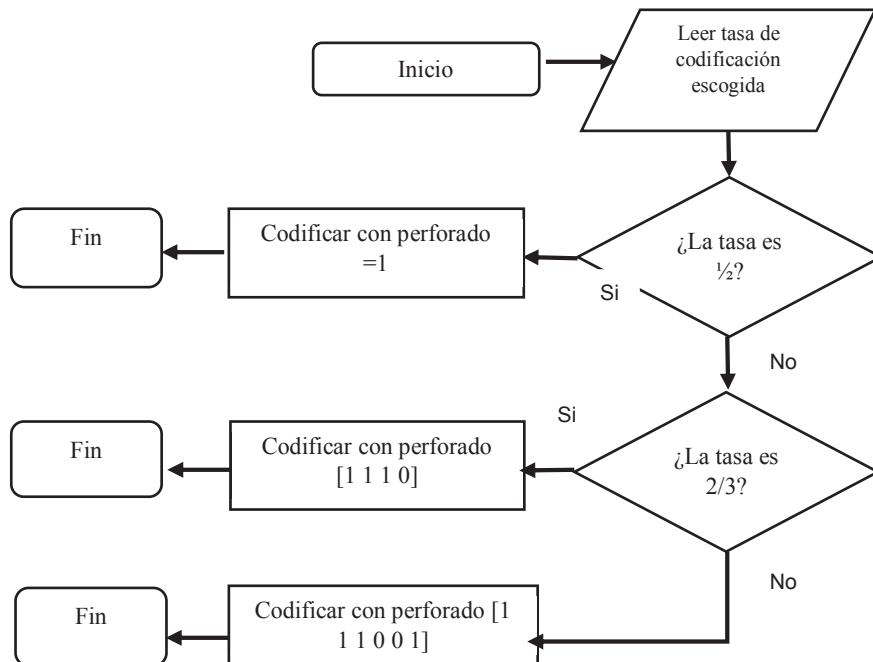 Inicio
Leer tasa de
codificación
escogida
¿La tasa es
½?
Si
Codificar con perforado
=1
Fin
No
¿La tasa es
2/3?
Si
Codificar con perforado
[1 1 1 0]
Fin
No
Codificar con perforado [1
1 1 0 0 1]
Fin